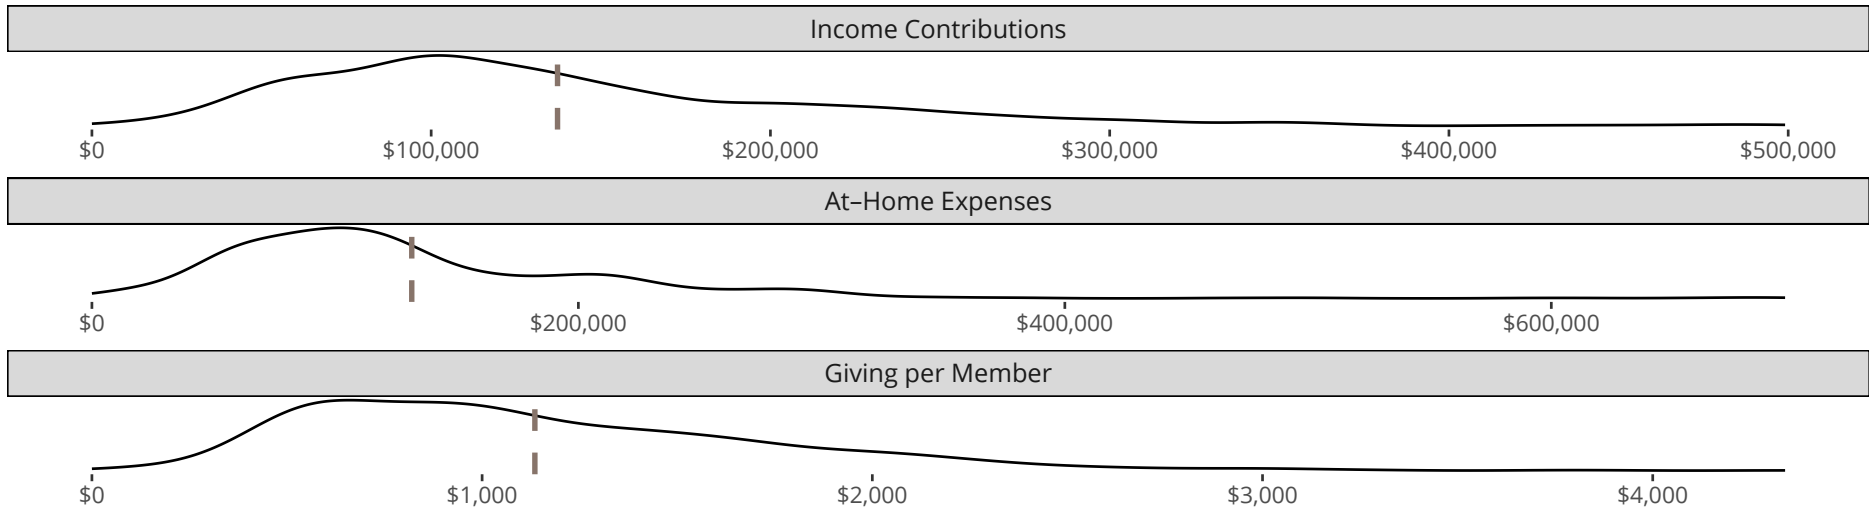 Income Contributions
$0 $100,000 $200,000 $300,000 $400,000 $500,000
At–Home Expenses
$0 $200,000 $400,000 $600,000
Giving per Member
$0 $1,000 $2,000 $3,000 $4,000